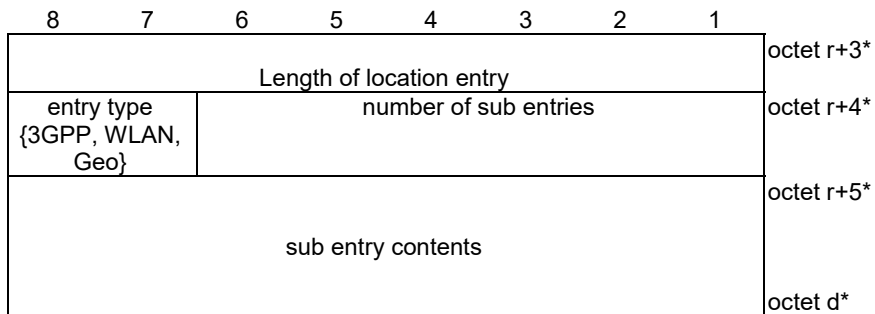 8 7 6 5 4 3 2 1
octet r+3*
Length of location entry
entry type number of sub entries octet r+4*
{3GPP, WLAN,
Geo}
octet r+5*
sub entry contents
octet d*